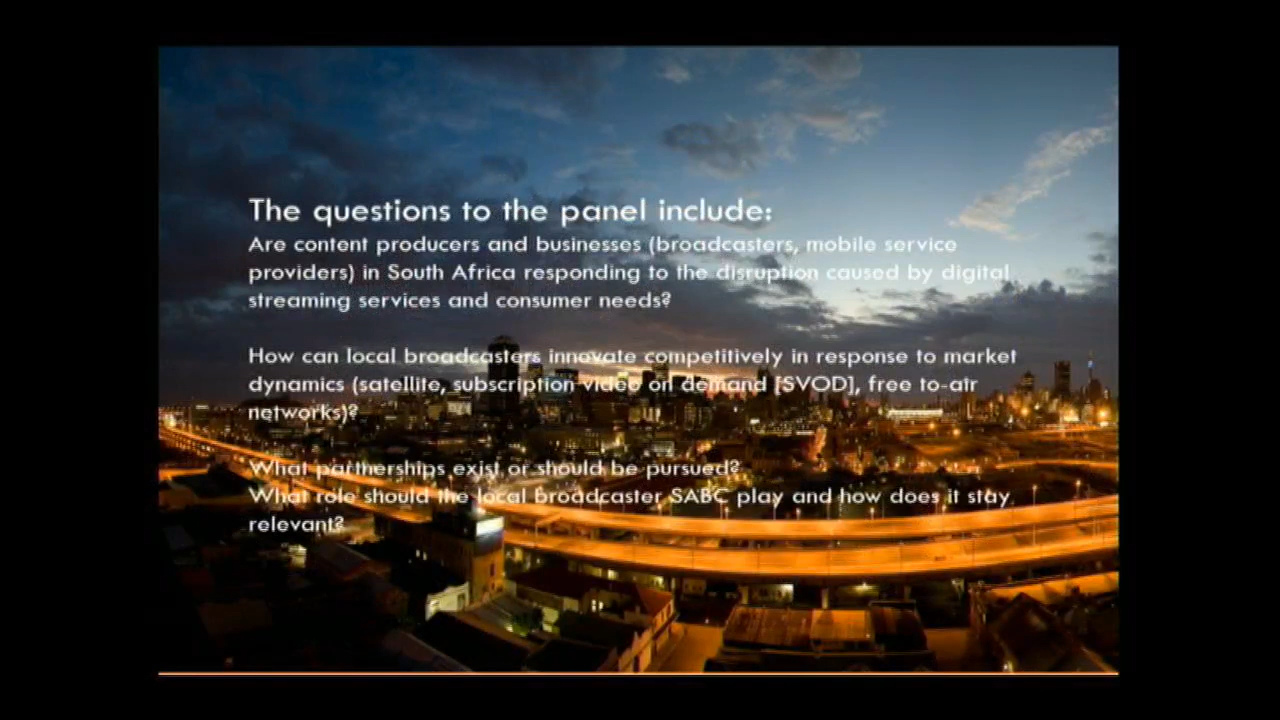 The questions to the panel include:
Are content producers and businesses (broadcasters, mobile service
providers) in South Africa responding to the disruption caused by digital
streaming services and consumer needs?
How can local broadcasters innovate competitively in response to market
dynamics (satellite, subscription video on demand [SVOD], free to-air
networks)?
What partnerships exist or should be pursued?
What role should the local broadcaster SABC play and how does it stay
relevant?